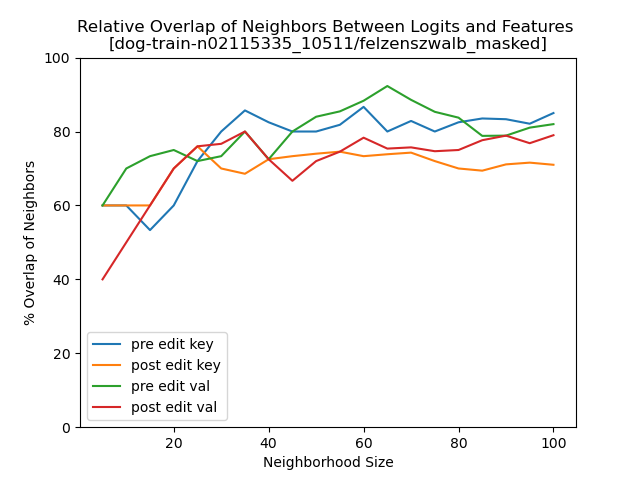 Relative Overlap of Neighbors Between Logits and Features
[dog-train-n02115335_10511/felzenszwalb_masked]
100
80
60
40
20
0
% Overlap of Neighbors
pre edit key
post edit key
pre edit val
post edit val
20
40
60
80
100
Neighborhood Size